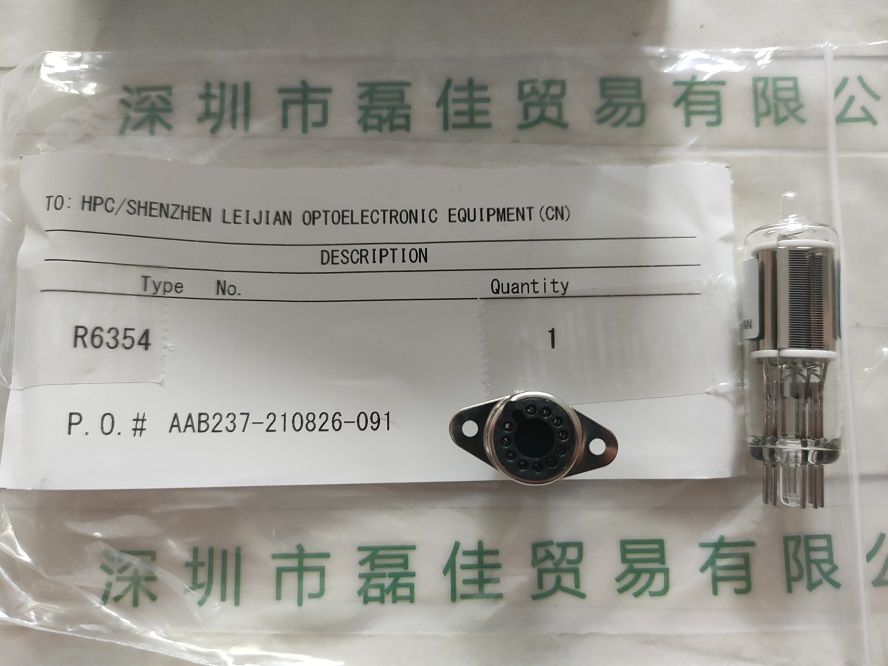 深圳市磊佳贸易有限公
TO: HPC/SHENZHEN LEIJIAN OPTOELECTRONIC EQUIPMENT(CN)
DESCRIPTION
Type No. Quantity
R6354 1
P.O.# AAB237-210826-091
深圳市磊佳贸易有限公